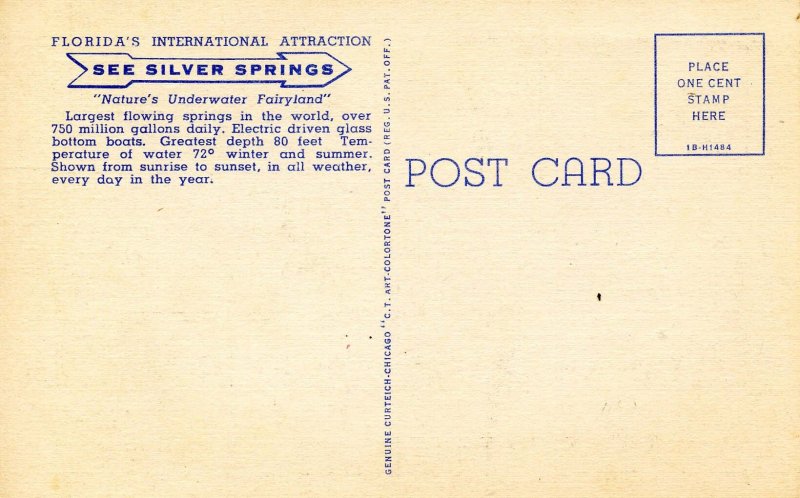 FLORIDA'S INTERNATIONAL ATTRACTION
SEE SILVER SPRINGS
"Nature's Underwater Fairyland"
Largest flowing springs in the world, over
750 million gallons daily. Electric driven glass
bottom boats. Greatest depth 80 feet Tem-
perature of water 72° winter and summer.
Shown from sunrise to sunset, in all weather,
every day in the year.
GENUINE CURTEICH-CHICAGO "C.T. ART-COLORTONE" POST CARD (REG. U.S. PAT. OFF.)
POST CARD
PLACE
ONE CENT
STAMP
HERE
1B-H1484